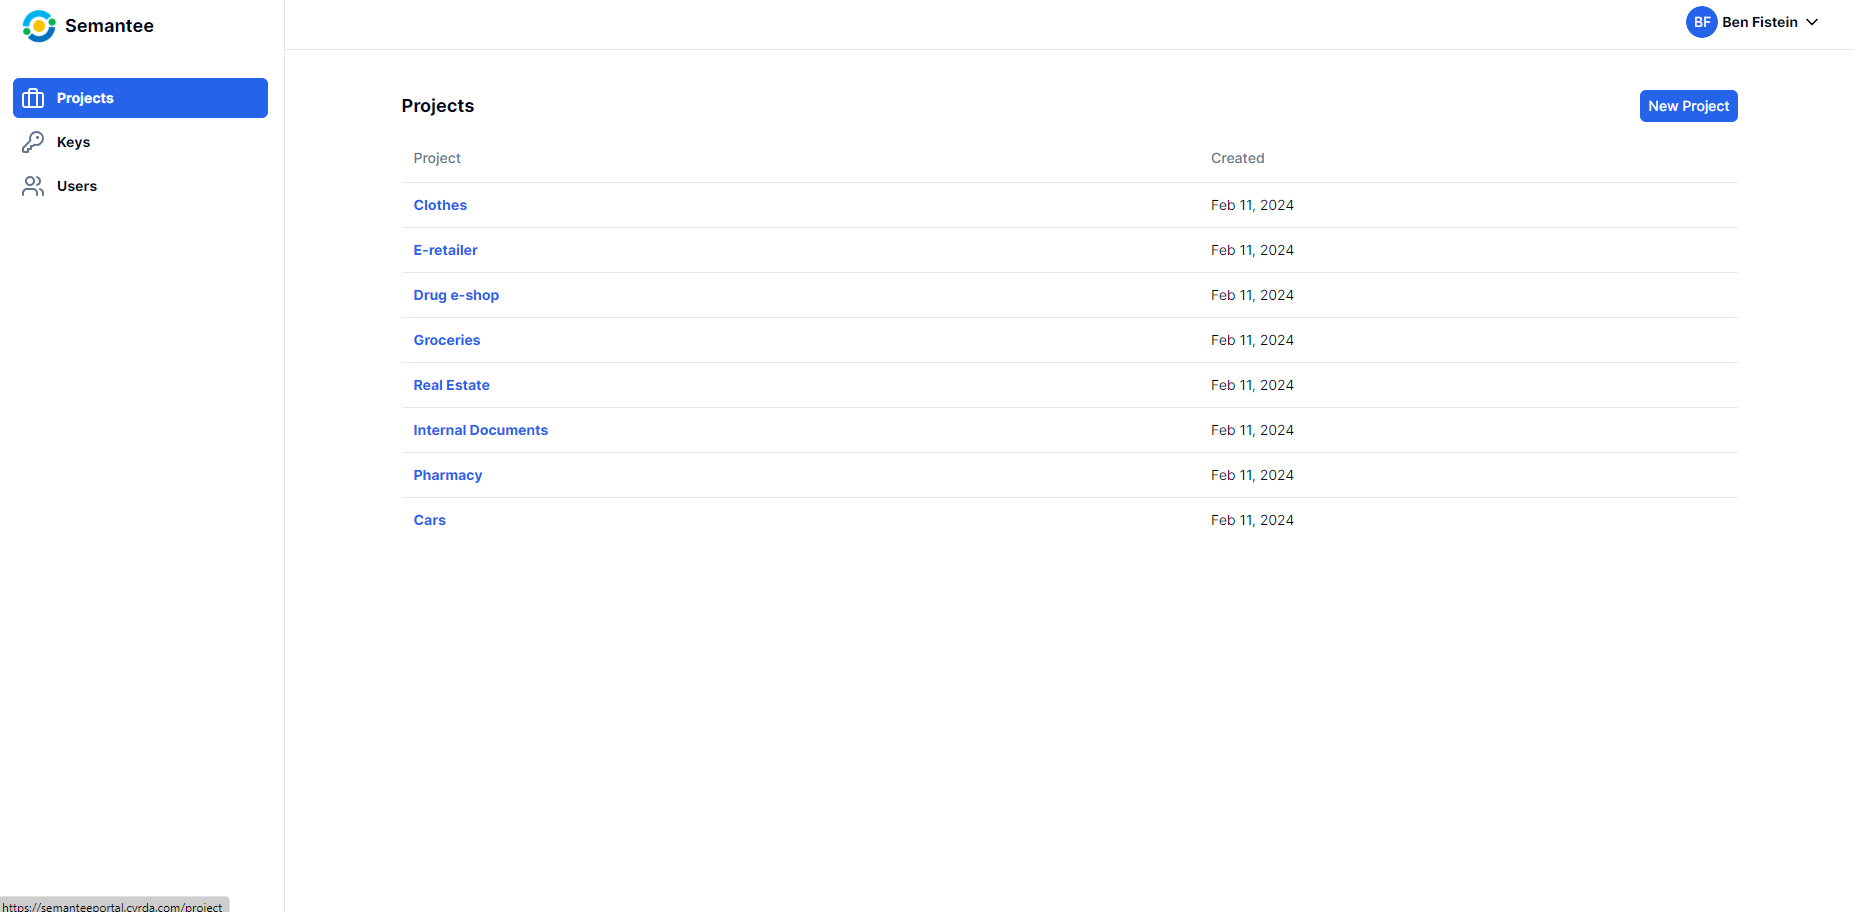 Semantee
BF Ben Fistein
Projects
Keys
Users
Projects
New Project
Project Created
Clothes Feb 11, 2024
E-retailer Feb 11, 2024
Drug e-shop Feb 11, 2024
Groceries Feb 11, 2024
Real Estate Feb 11, 2024
Internal Documents Feb 11, 2024
Pharmacy Feb 11, 2024
Cars Feb 11, 2024
https://semanteeportal.cyrda.com/project